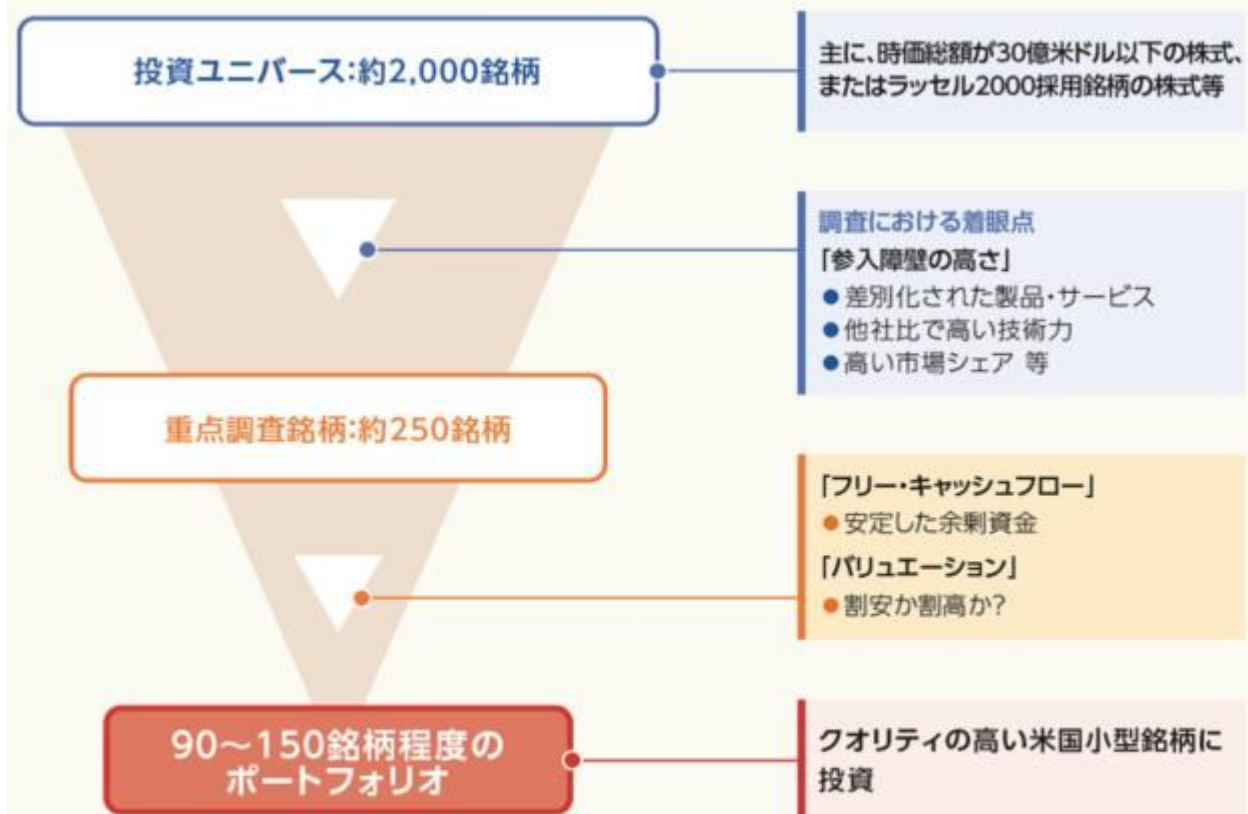 投資ユニバース:約2,000銘柄
主に、時価総額が30億米ドル以下の株式、
またはラッセル2000採用銘柄の株式等
調査における着眼点
「参入障壁の高さ」
●差別化された製品・サービス
●他社比で高い技術力
●高い市場シェア 等
重点調査銘柄:約250銘柄
「フリー・キャッシュフロー」
●安定した余剰資金
「バリュエーション」
●割安か割高か?
90～150銘柄程度の
ポートフォリオ
クオリティの高い米国小型銘柄に
投資